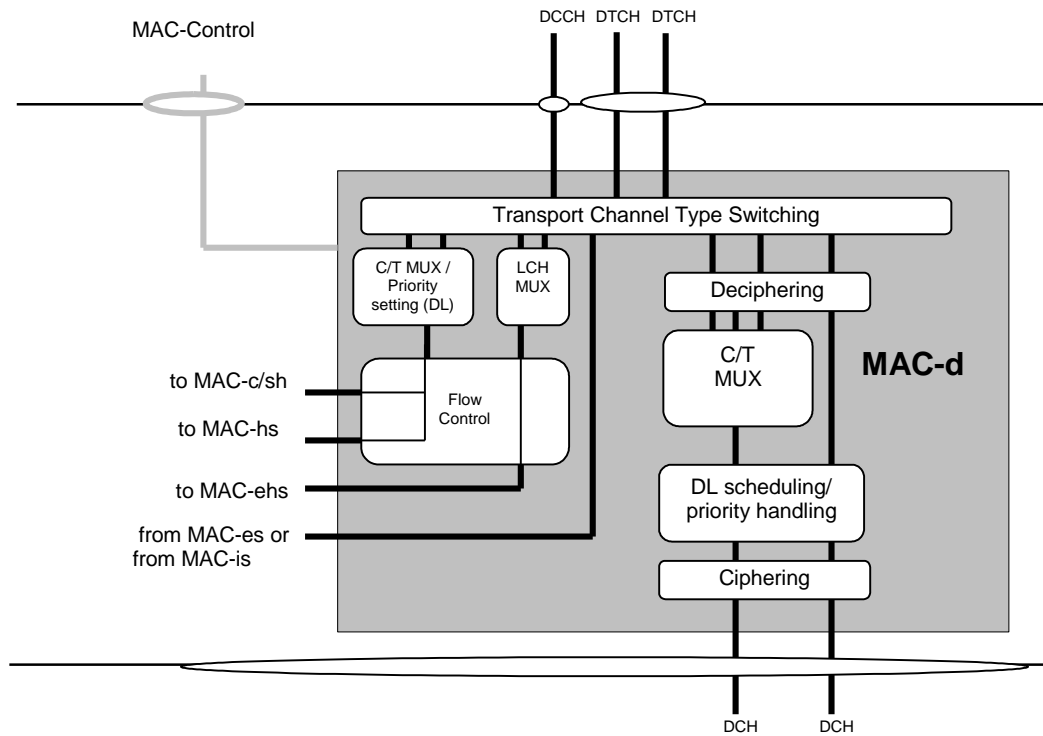 DCCH DTCH DTCH
MAC-Control
Transport Channel Type Switching
C/T MUX /
Priority
setting (DL)
LCH
MUX
Deciphering
C/T
MUX
MAC-d
Flow
Control
to MAC-c/sh
to MAC-hs
to MAC-ehs
from MAC-es or
from MAC-is
DL scheduling/
priority handling
Ciphering
DCH DCH